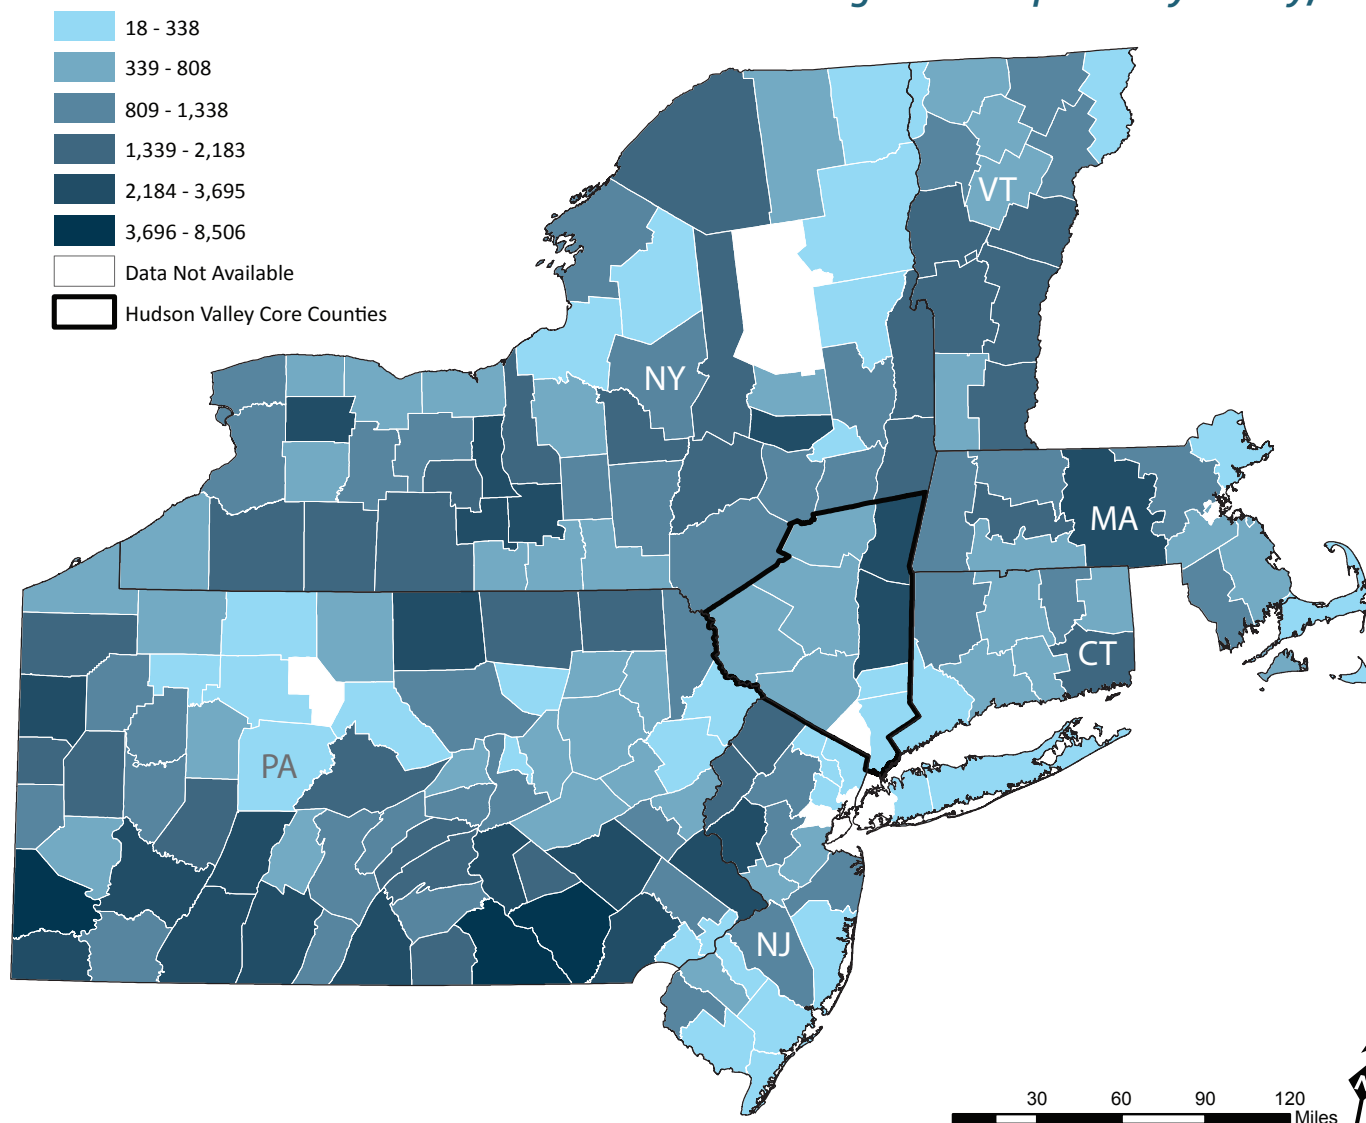 18 - 338
339 - 808
809 - 1,338
1,339 - 2,183
2,184 - 3,695
3,696 - 8,506
Data Not Available
Hudson Valley Core Counties
VT
NY
MA
CT
PA
NJ
30 60 90 120
Miles